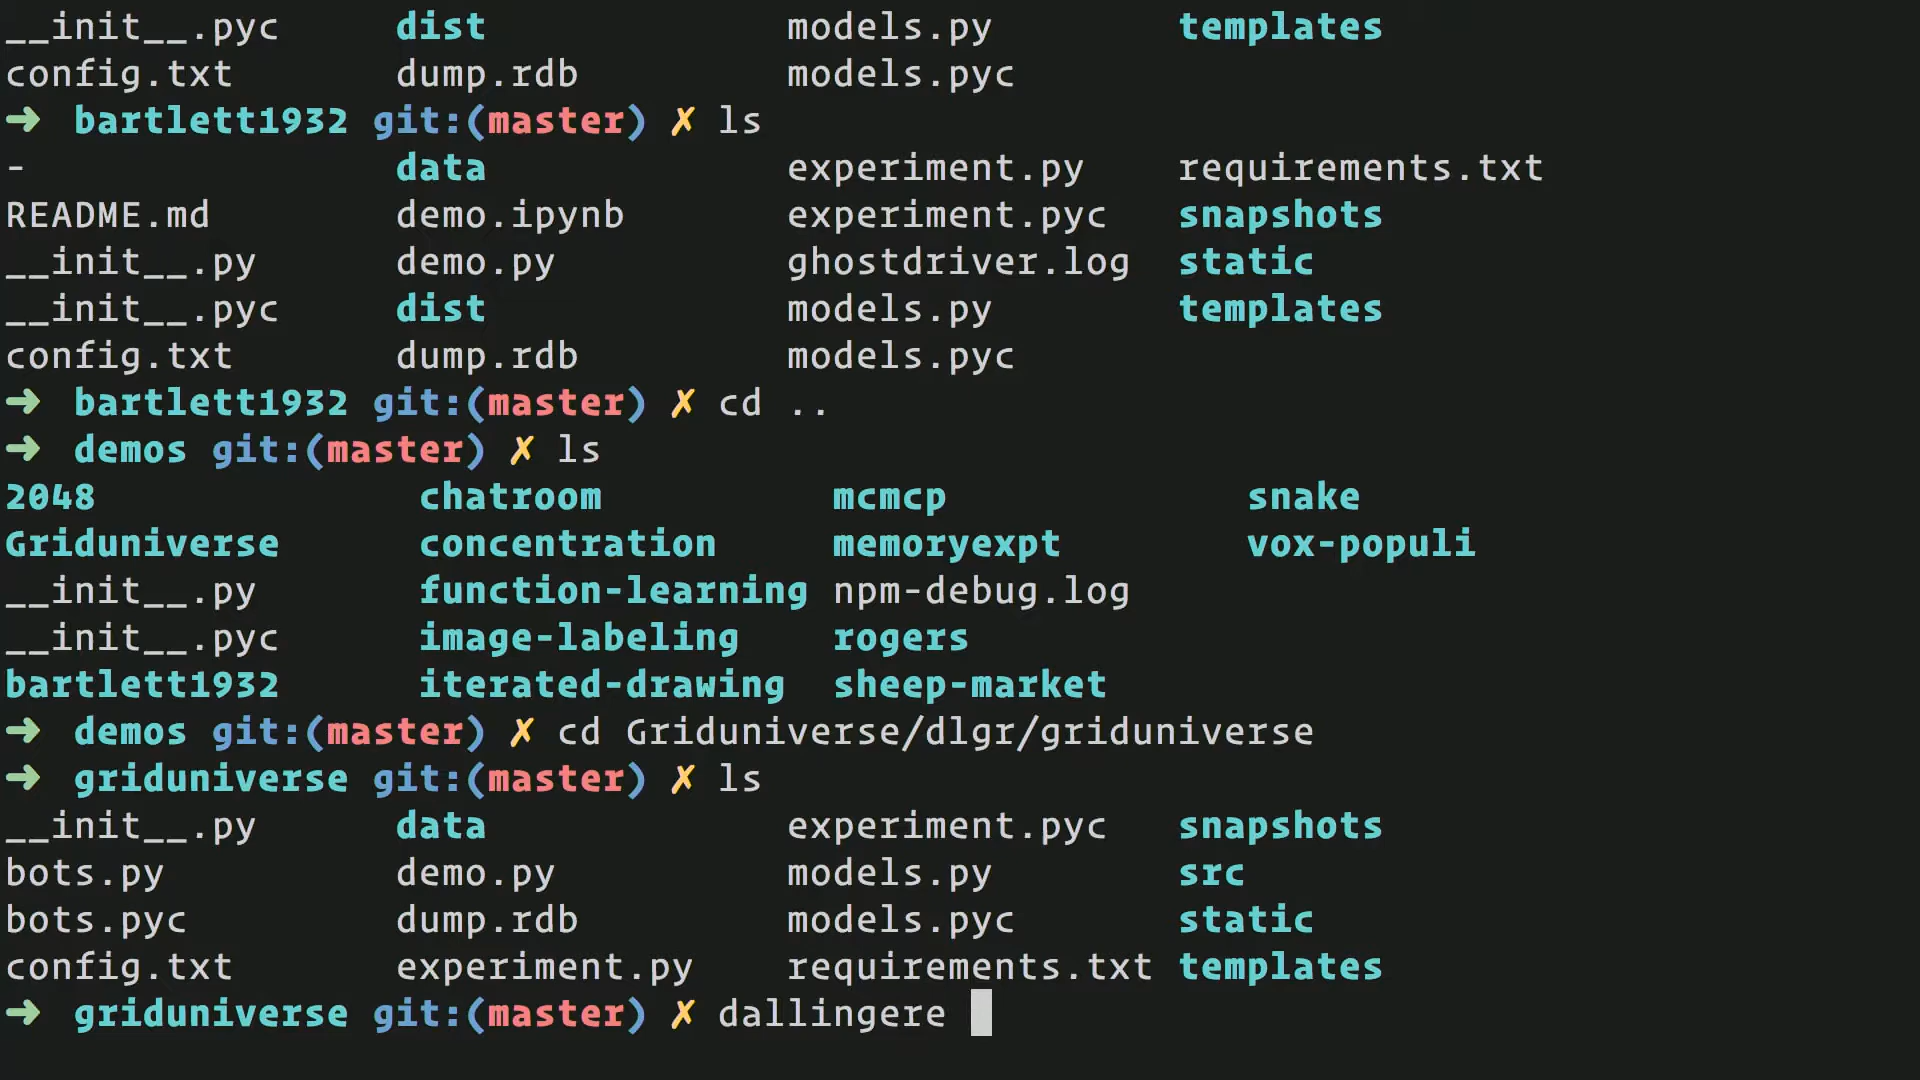 __init__.pyc dist models.py templates
config.txt dump.rdb models.pyc
➜ bartlett1932 git:(master) ✗ ls
- data experiment.py requirements.txt
README.md demo.ipynb experiment.pyc snapshots
__init__.py demo.py ghostdriver.log static
__init__.pyc dist models.py templates
config.txt dump.rdb models.pyc
➜ bartlett1932 git:(master) ✗ cd ..
➜ demos git:(master) ✗ ls
2048 chatroom mcmcp snake
Griduniverse concentration memoryexpt vox-populi
__init__.py function-learning npm-debug.log
__init__.pyc image-labeling rogers
bartlett1932 iterated-drawing sheep-market
➜ demos git:(master) ✗ cd Griduniverse/dlgr/griduniverse
➜ griduniverse git:(master) ✗ ls
__init__.py data experiment.pyc snapshots
bots.py demo.py models.py src
bots.pyc dump.rdb models.pyc static
config.txt experiment.py requirements.txt templates
➜ griduniverse git:(master) ✗ dallingere